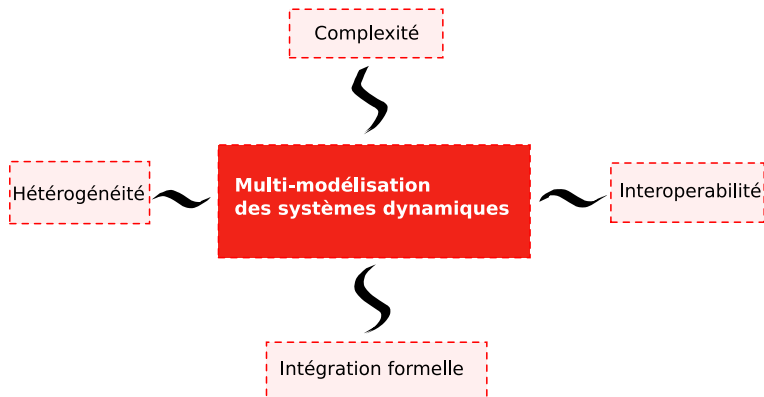 Complexité
Hétérogénéité
Multi-modélisation
des systèmes dynamiques
Interoperabilité
Intégration formelle